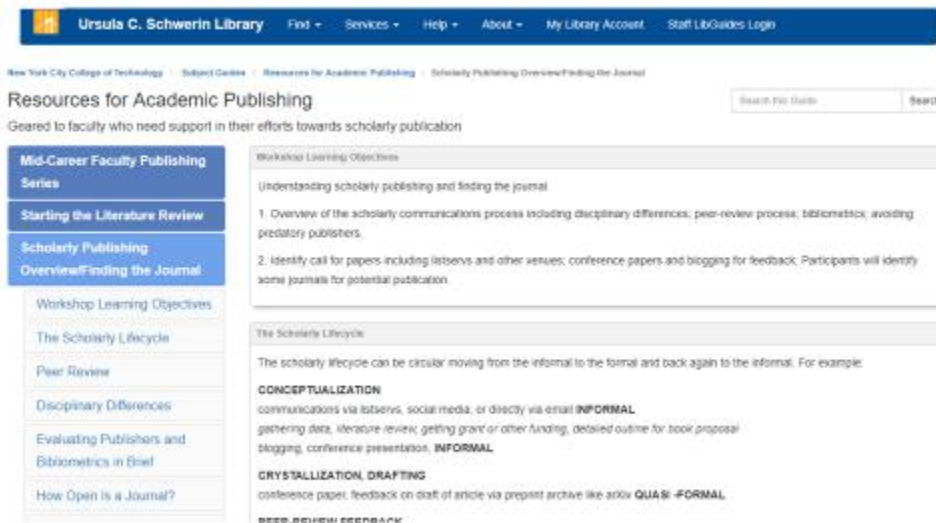 Ursula C. Schwerin Library Find Services Help About My Library Account Staff LibGuides Login
New York City College of Technology Subject Guides Resources for Academic Publishing Scholarly Publishing Overview/Finding the Journal
Resources for Academic Publishing
Search this Guide Search
Geared to faculty who need support in their efforts towards scholarly publication
Mid-Career Faculty Publishing
Series
Starting the Literature Review
Scholarly Publishing
Overview/Finding the Journal
Workshop Learning Objectives
The Scholarly Lifecycle
Peer Review
Disciplinary Differences
Evaluating Publishers and
Bibliometrics in Brief
How Open is a Journal?
Workshop Learning Objectives
Understanding scholarly publishing and finding the journal.
1. Overview of the scholarly communications process including disciplinary differences; peer-review process; bibliometrics; avoiding
predatory publishers.
2. Identify call for papers including listservs and other venues; conference papers and blogging for feedback. Participants will identify
some journals for potential publication.
The Scholarly Lifecycle
The scholarly lifecycle can be circular moving from the informal to the formal and back again to the informal. For example:
CONCEPTUALIZATION
communications via listservs, social media, or directly via email INFORMAL
gathering data, literature review, getting grant or other funding, detailed outline for book proposal
blogging, conference presentation, INFORMAL
CRYSTALLIZATION, DRAFTING
conference paper, feedback on draft of article via preprint archive like arXiv QUASI -FORMAL
PEER-REVIEW FEEDBACK